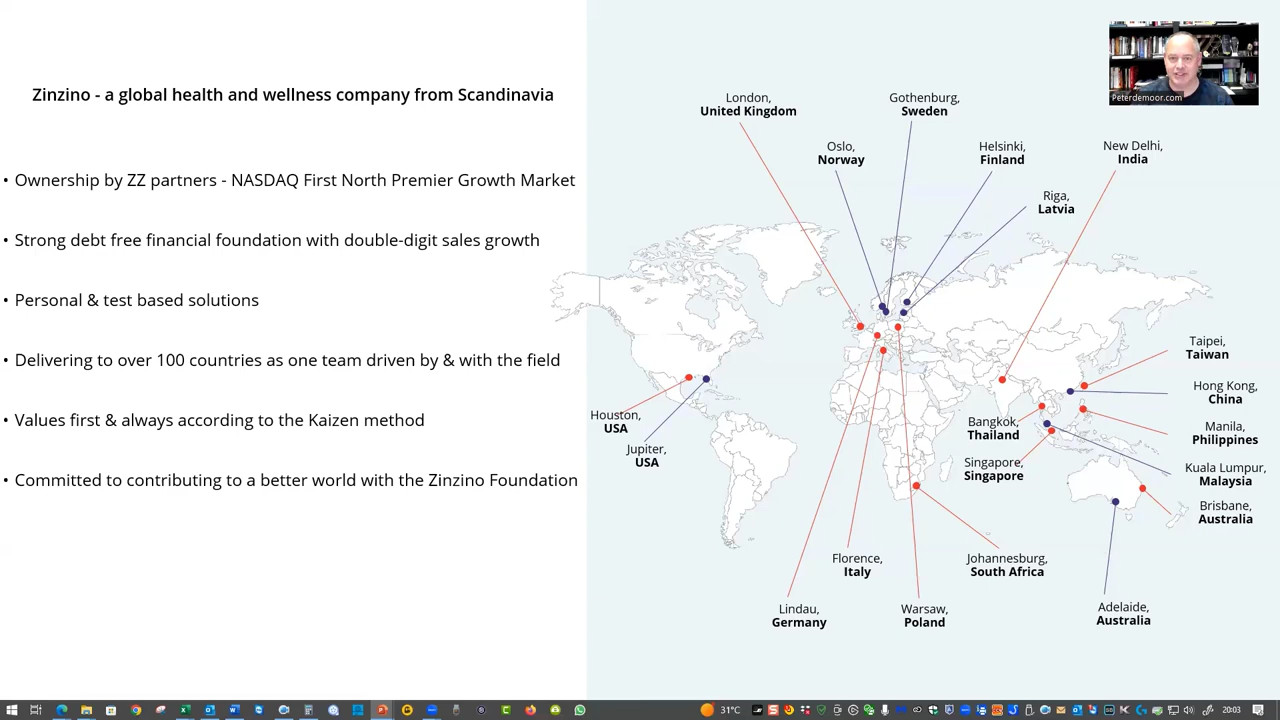 Zinzino - a global health and wellness company from Scandinavia
• Ownership by ZZ partners - NASDAQ First North Premier Growth Market
• Strong debt free financial foundation with double-digit sales growth
• Personal & test based solutions
• Delivering to over 100 countries as one team driven by & with the field
• Values first & always according to the Kaizen method
• Committed to contributing to a better world with the Zinzino Foundation
Peterdemoor.com
London,
United Kingdom
Gothenburg,
Sweden
Oslo,
Norway
Helsinki,
Finland
New Delhi,
India
Riga,
Latvia
Taipei,
Taiwan
Hong Kong,
China
Houston,
USA
Bangkok,
Thailand
Manila,
Philippines
Jupiter,
USA
Singapore,
Singapore
Kuala Lumpur,
Malaysia
Brisbane,
Australia
Florence,
Italy
Johannesburg,
South Africa
Lindau,
Germany
Warsaw,
Poland
Adelaide,
Australia
31°C
ENG
20:03